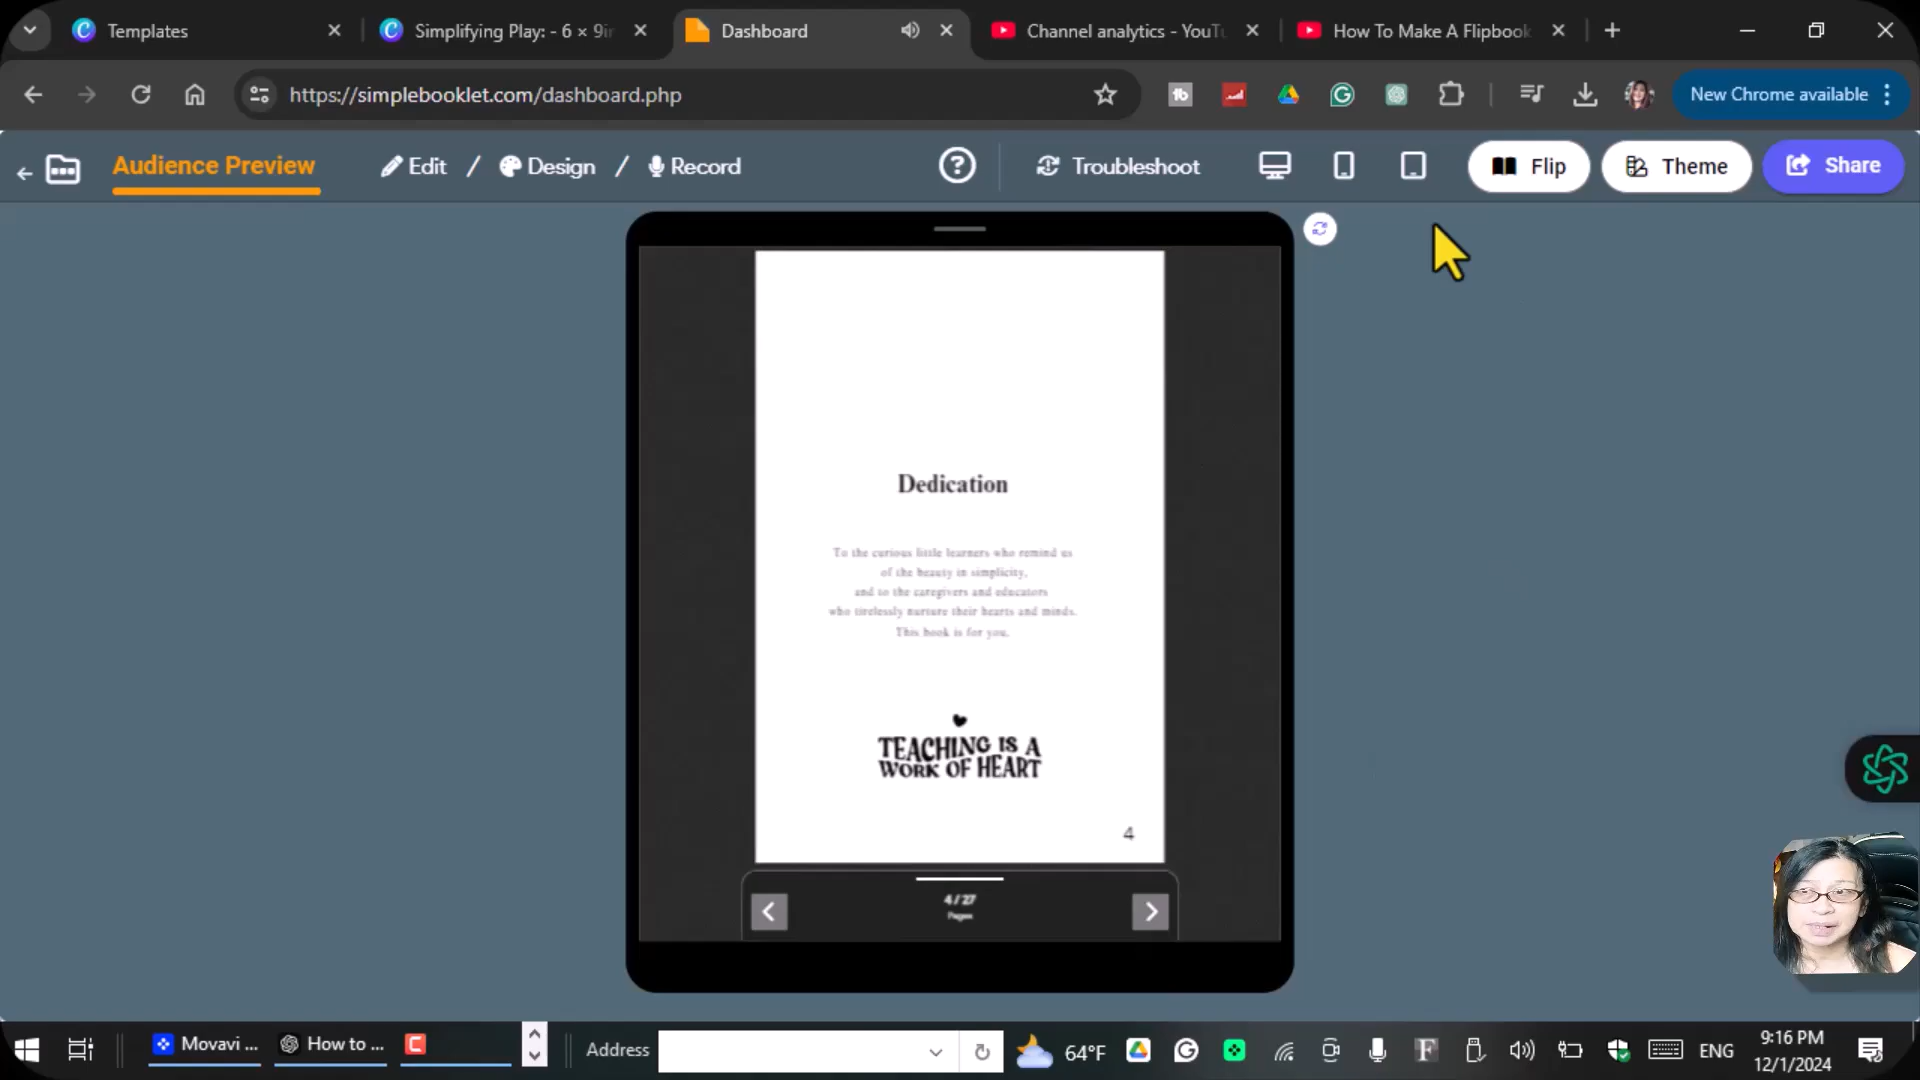 Templates
Simplifying Play: - 6 × 9in
Dashboard
Channel analytics - YouTu
How To Make A Flipbook
https://simplebooklet.com/dashboard.php
New Chrome available
Audience Preview
Edit / Design / Record
Troubleshoot
Flip
Theme
Share
Dedication
To the curious little learners who remind us
of the beauty in simplicity,
and to the caregivers and educators
who tirelessly nurture their hearts and minds.
This book is for you.
TEACHING IS A
WORK OF HEART
4
4 / 27
Pages
Movavi ...
How to ...
Address
64°F
ENG
9:16 PM
12/1/2024